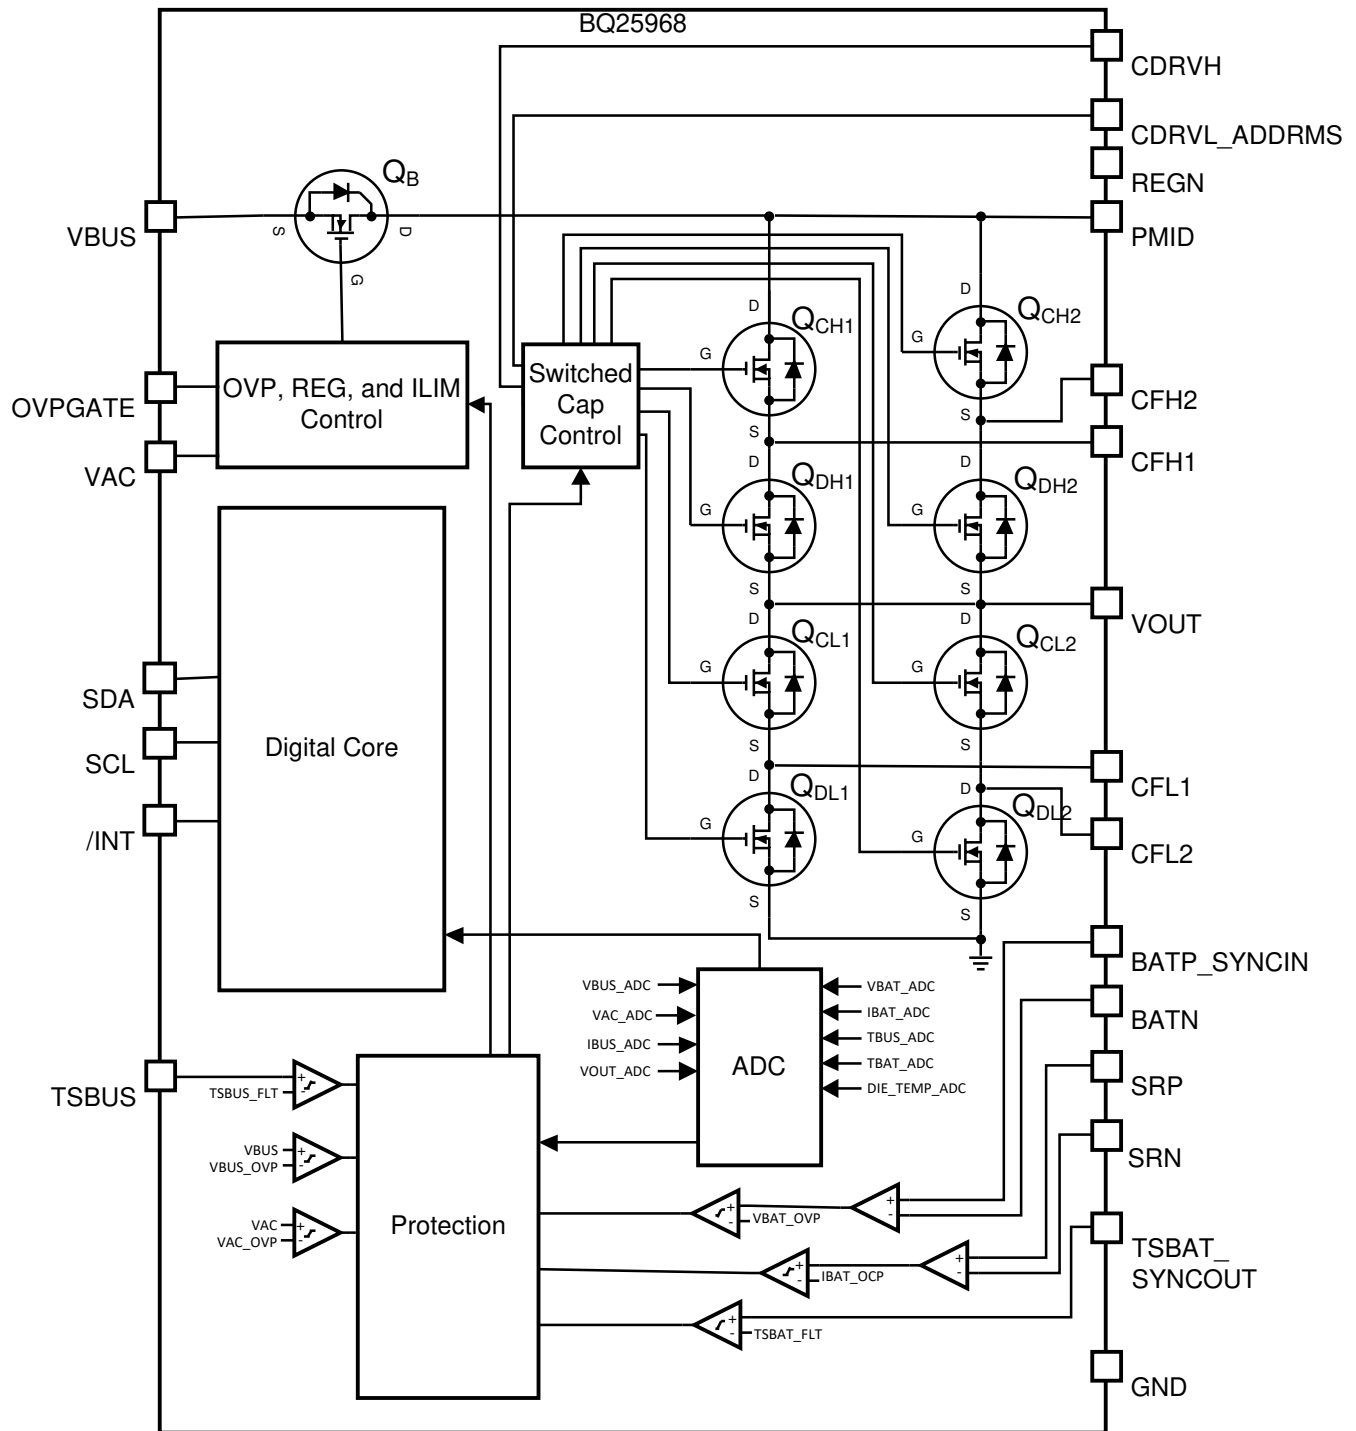 BQ25968
CDRVH
CDRVL_ADDRMS
REGN
PMID
CFH2
CFH1
VOUT
CFL1
CFL2
BATP_SYNCIN
BATN
SRP
SRN
TSBAT_
SYNCOUT
GND
VBUS
OVPGATE
VAC
SDA
SCL
/INT
TSBUS
QB
S
D
G
OVP, REG, and ILIM
Control
Switched
Cap
Control
Digital Core
D
QCH1
G
S
D
QCH2
G
S
D
QDH1
G
S
D
QDH2
G
S
D
QCL1
G
S
D
QCL2
G
S
D
QDL1
G
S
D
QDL2
G
S
VBUS_ADC
VAC_ADC
IBUS_ADC
VOUT_ADC
ADC
VBAT_ADC
IBAT_ADC
TBUS_ADC
TBAT_ADC
DIE_TEMP_ADC
TSBUS_FLT
+
-
VBUS
VBUS_OVP
+
-
VAC
VAC_OVP
+
-
Protection
+
-
VBAT_OVP
+
-
+
-
IBAT_OCP
+
-
+
-
TSBAT_FLT